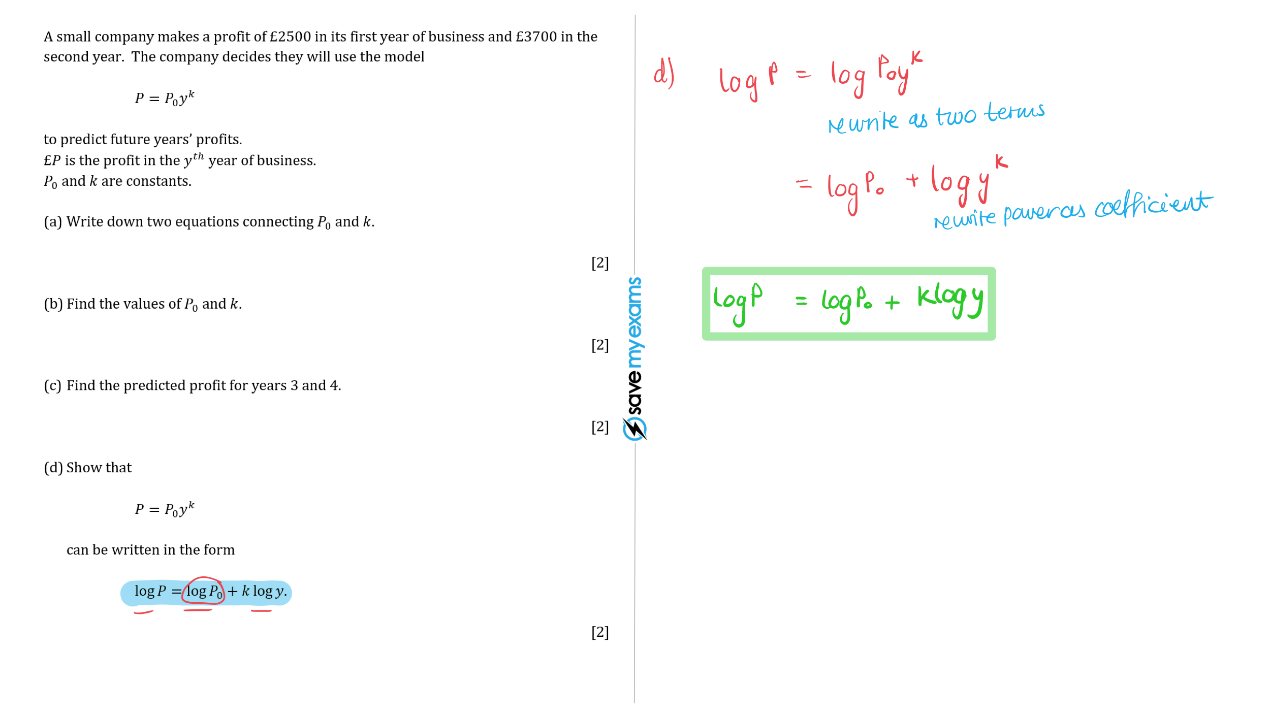 A small company makes a profit of £2500 in its first year of business and £3700 in the
second year. The company decides they will use the model
P = P₀yᵏ
to predict future years' profits.
£P is the profit in the yᵗʰ year of business.
P₀ and k are constants.
(a) Write down two equations connecting P₀ and k.
[2]
(b) Find the values of P₀ and k.
[2]
(c) Find the predicted profit for years 3 and 4.
[2]
(d) Show that
P = P₀yᵏ
can be written in the form
log P = log P₀ + k log y.
[2]
save my exams
d) log P = log P₀yᵏ
rewrite as two terms
= log P₀ + log yᵏ
rewrite power as coefficient
log P = log P₀ + k log y